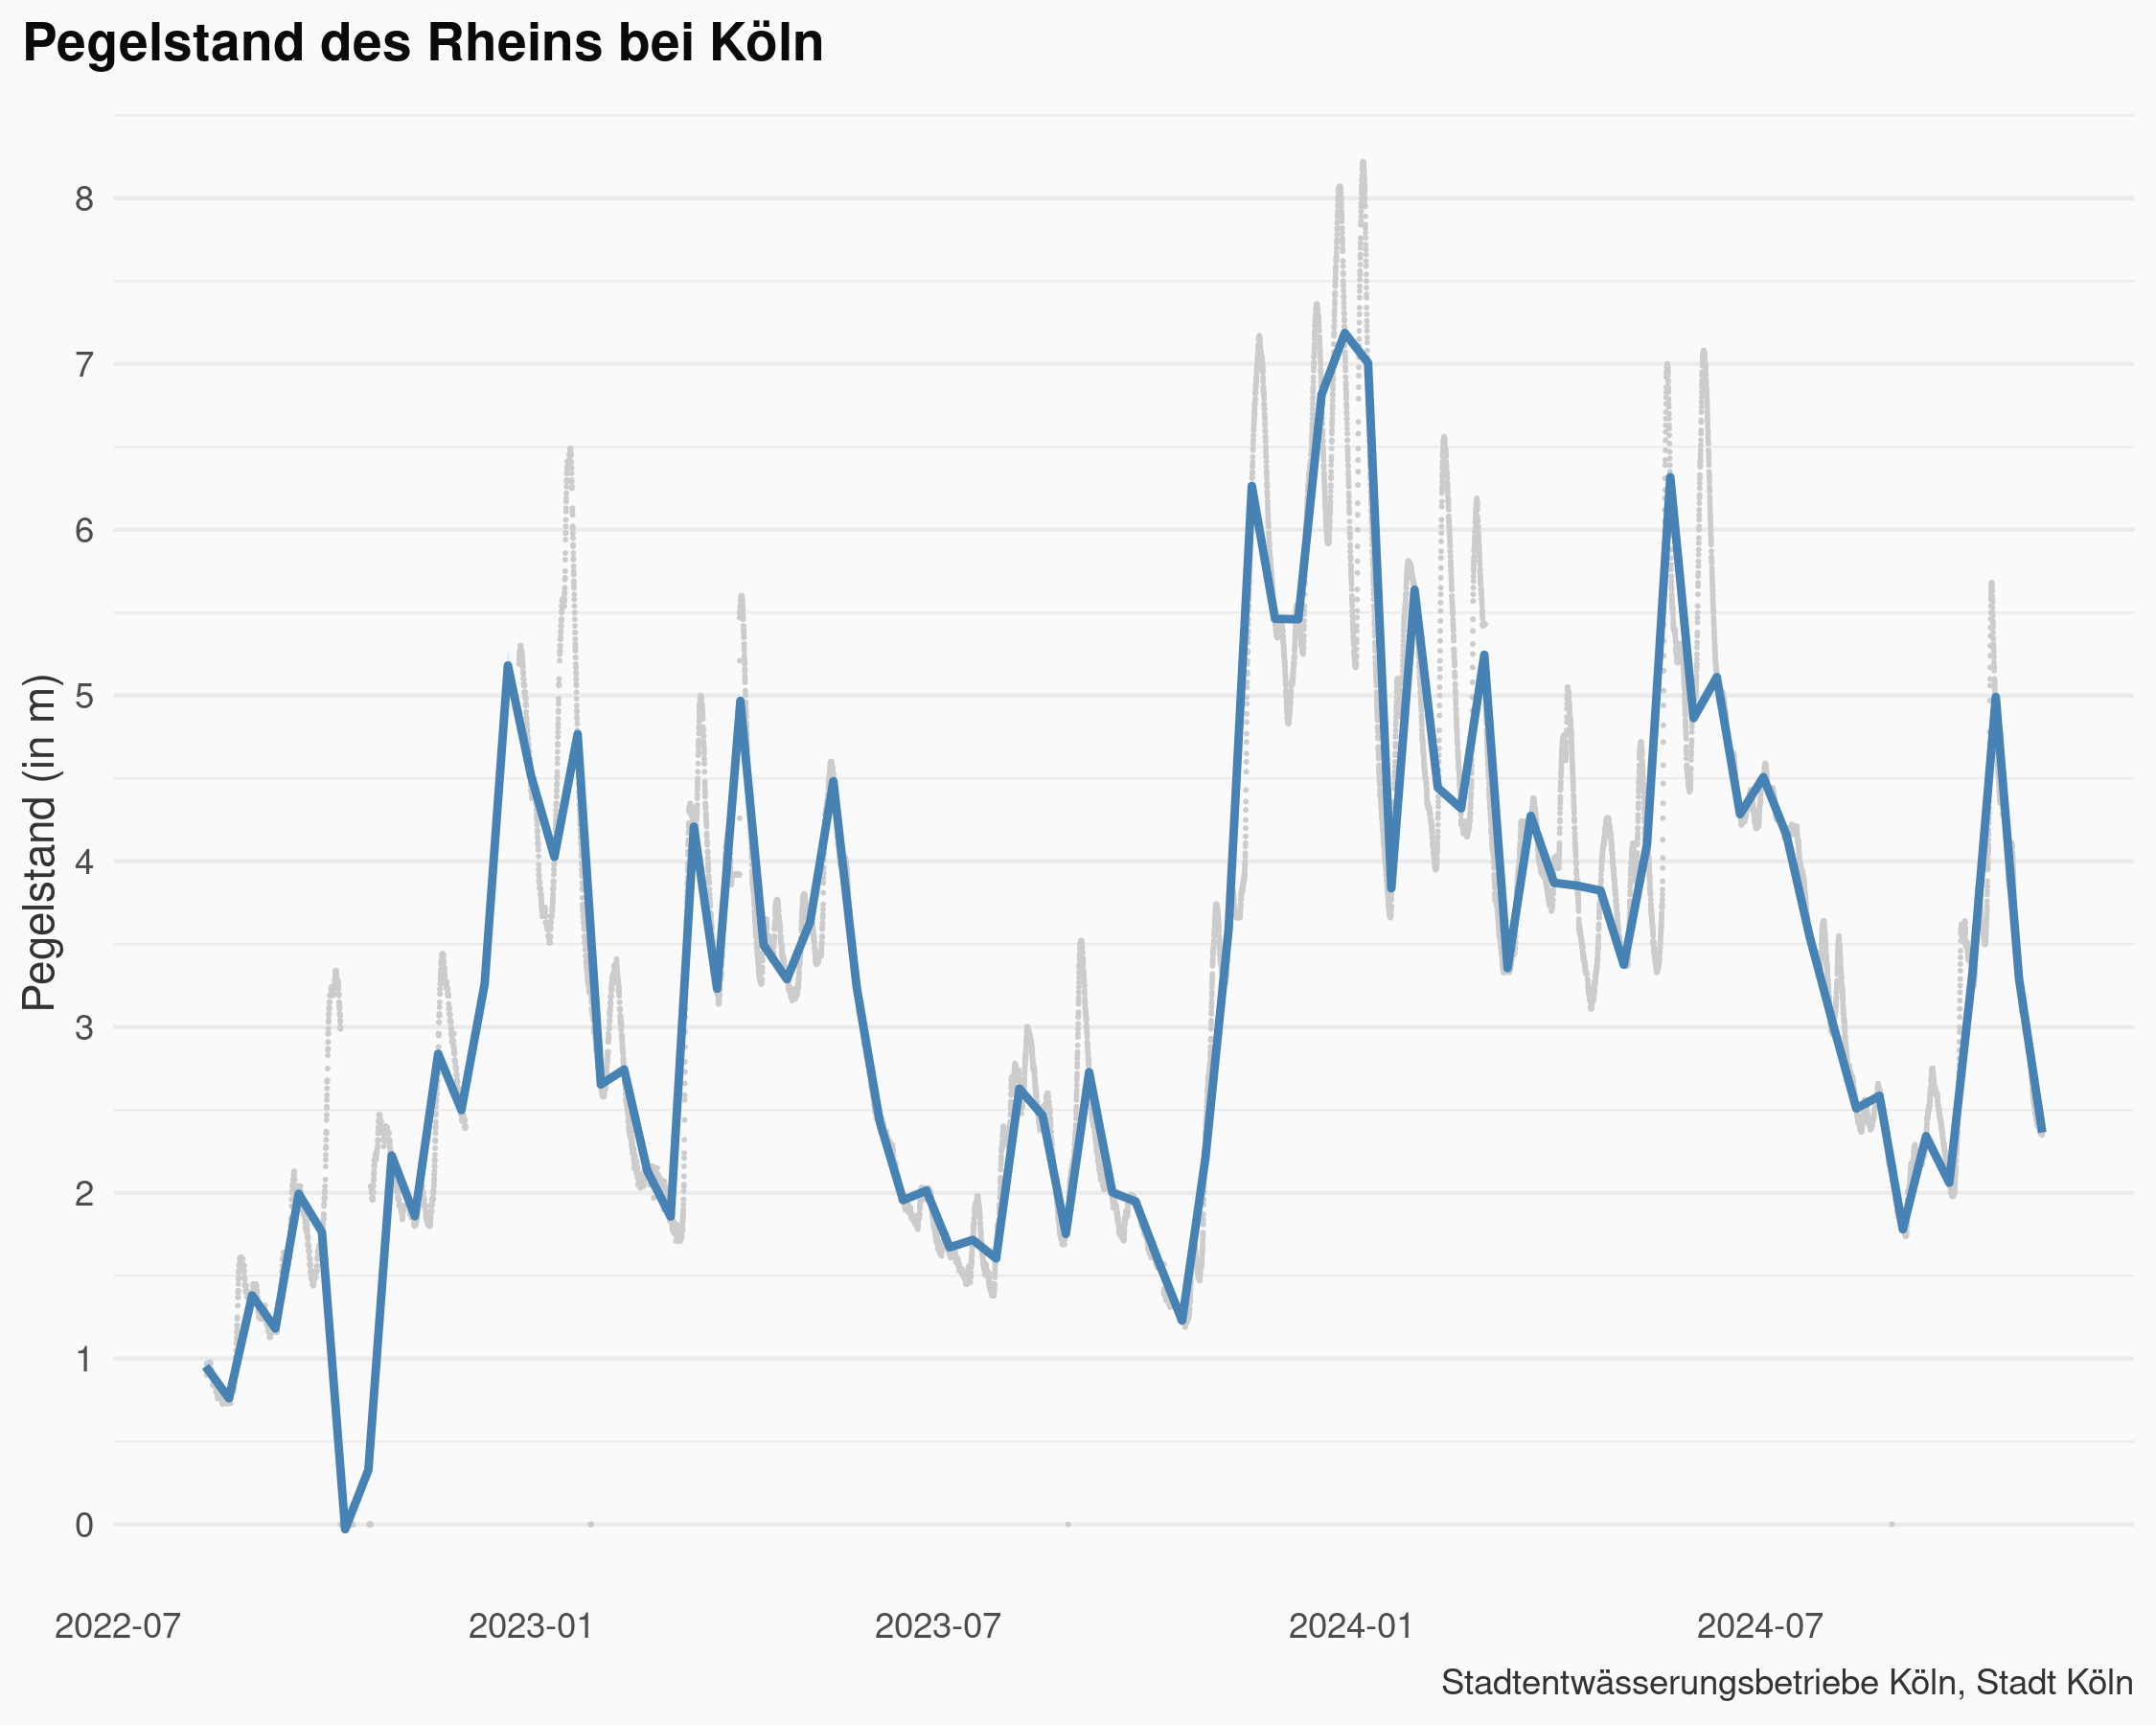 Pegelstand des Rheins bei Köln
Pegelstand (in m)
8
7
6
5
4
3
2
1
0
2022-07 2023-01 2023-07 2024-01 2024-07
Stadtentwässerungsbetriebe Köln, Stadt Köln